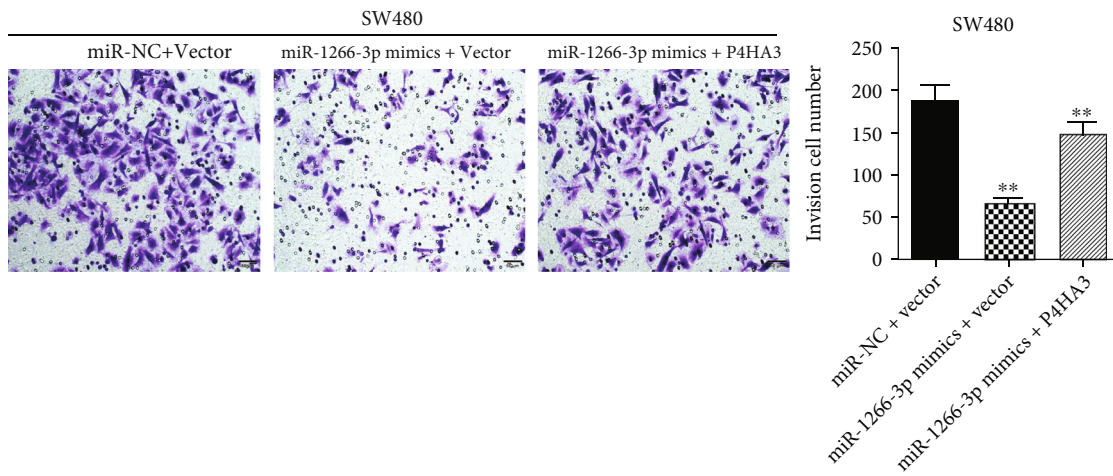 SW480
miR-NC+Vector
miR-1266-3p mimics + Vector
miR-1266-3p mimics + P4HA3
SW480
Invision cell number
250
200
150
100
50
0
**
**
miR-NC + vector
miR-1266-3p mimics + vector
miR-1266-3p mimics + P4HA3